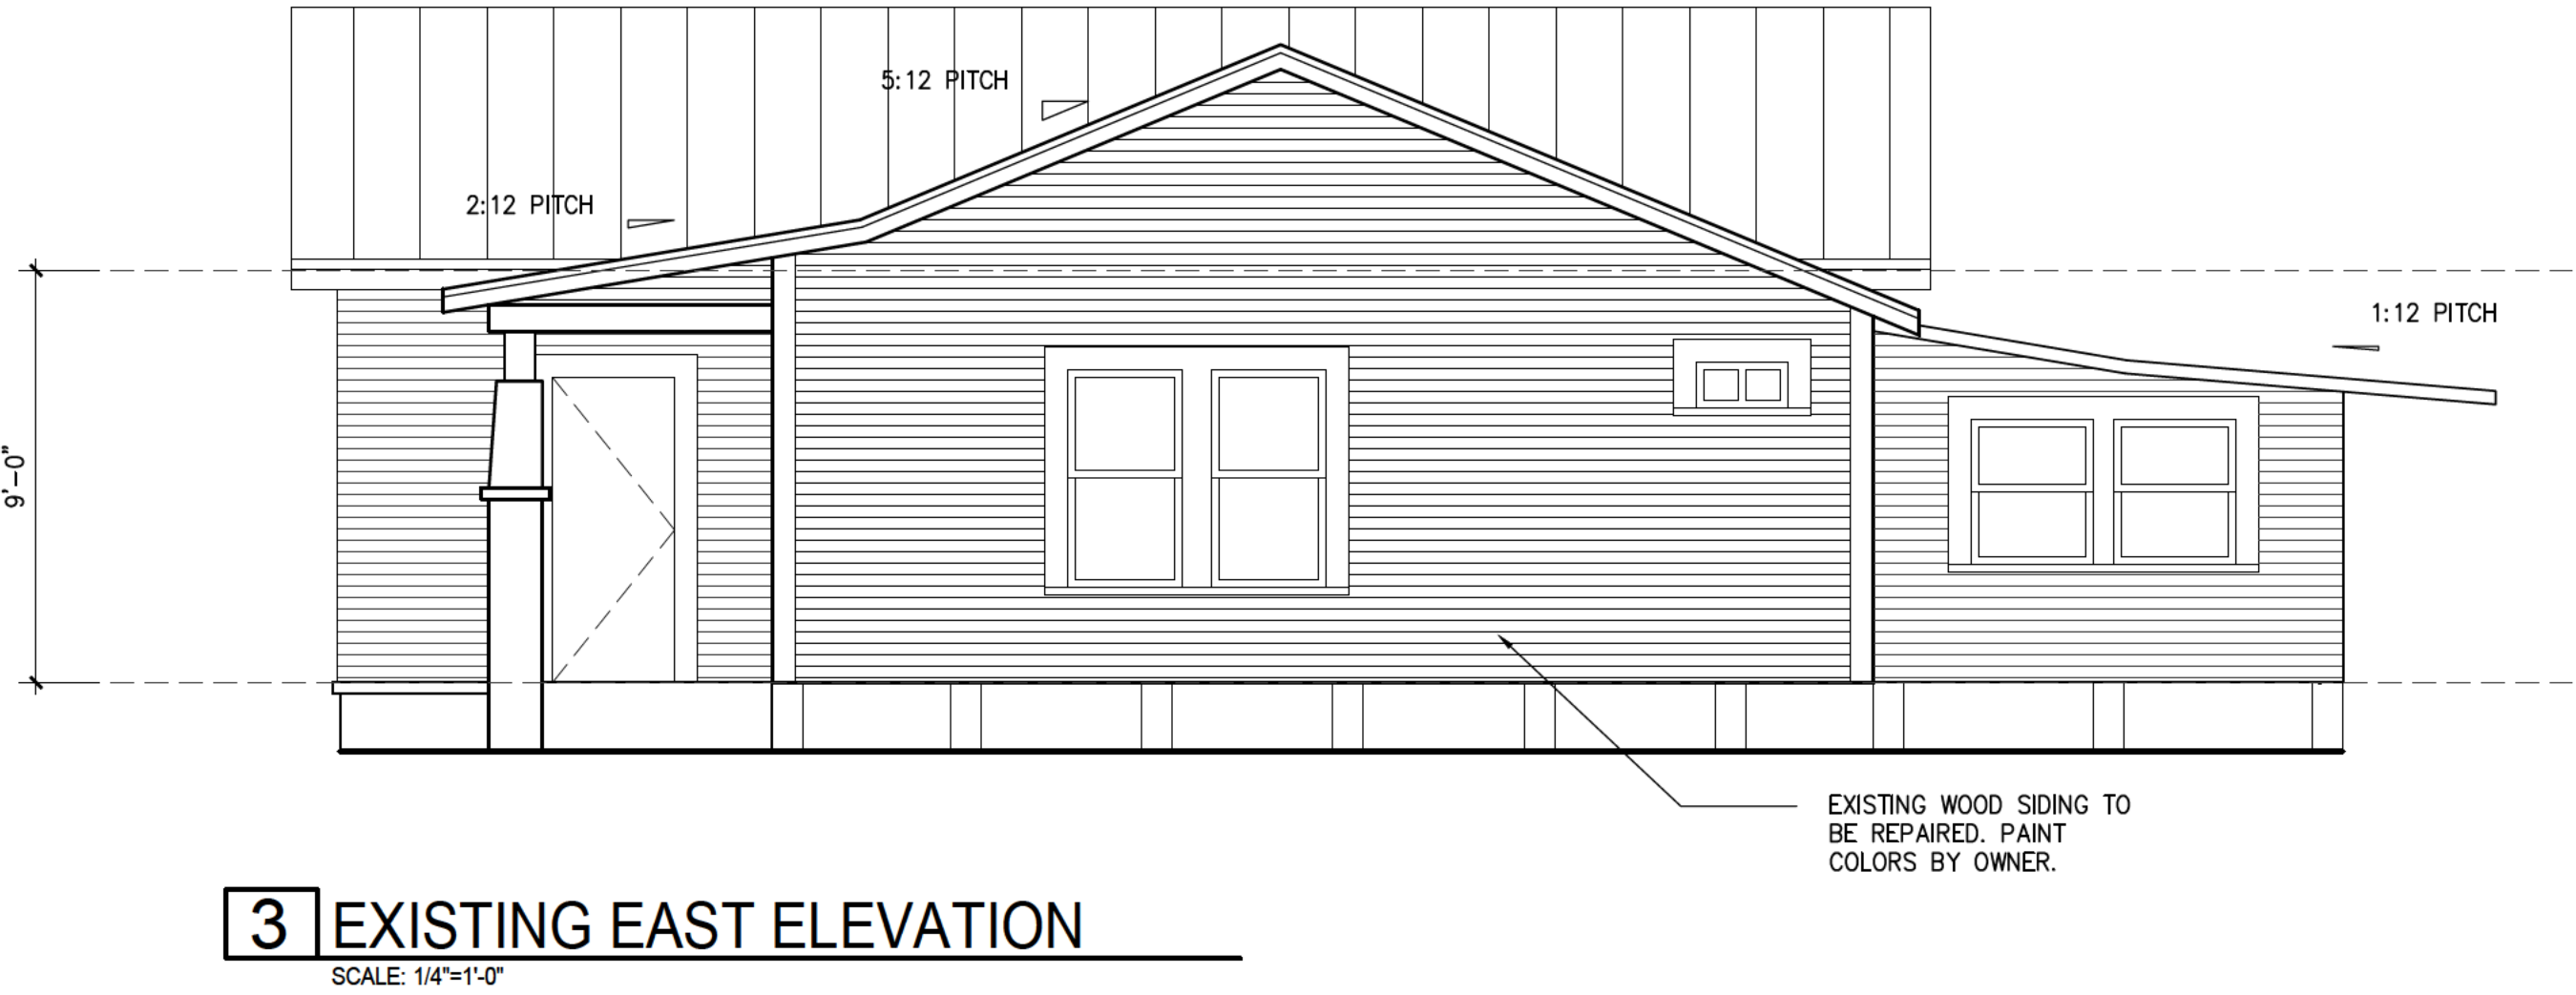 5:12 PITCH
2:12 PITCH
1:12 PITCH
9'-0"
EXISTING WOOD SIDING TO
BE REPAIRED. PAINT
COLORS BY OWNER.
3 EXISTING EAST ELEVATION
SCALE: 1/4"=1'-0"